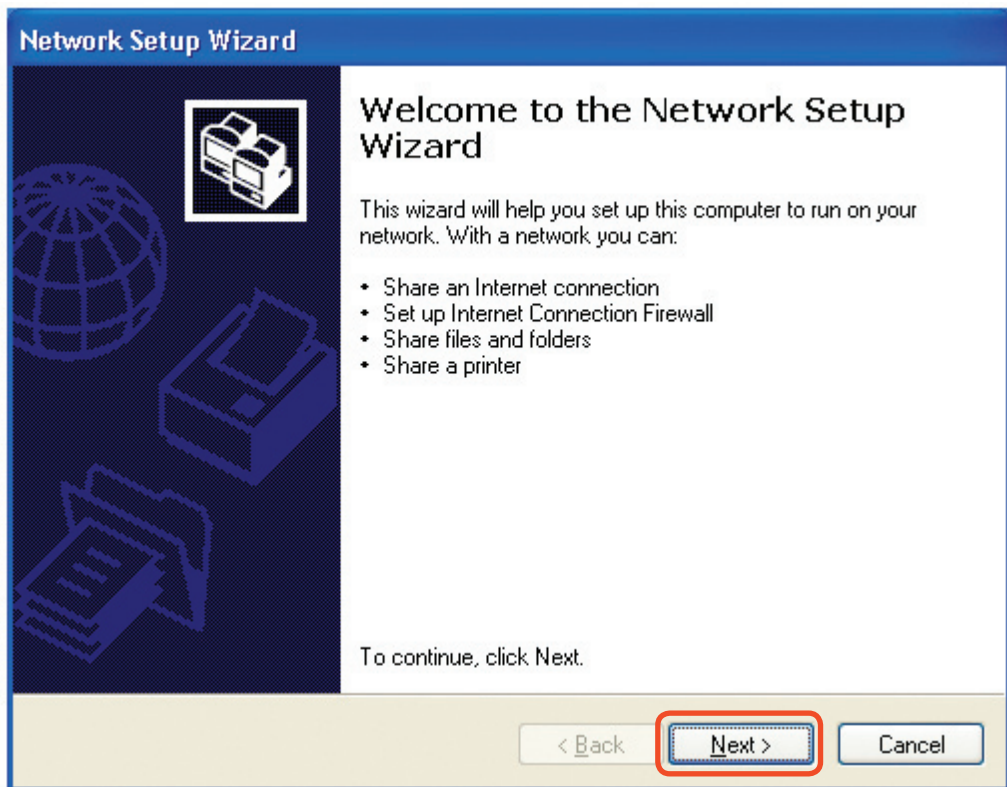 Network Setup Wizard
Welcome to the Network Setup
Wizard
This wizard will help you set up this computer to run on your
network. With a network you can:
• Share an Internet connection
• Set up Internet Connection Firewall
• Share files and folders
• Share a printer
To continue, click Next.
< Back Next > Cancel